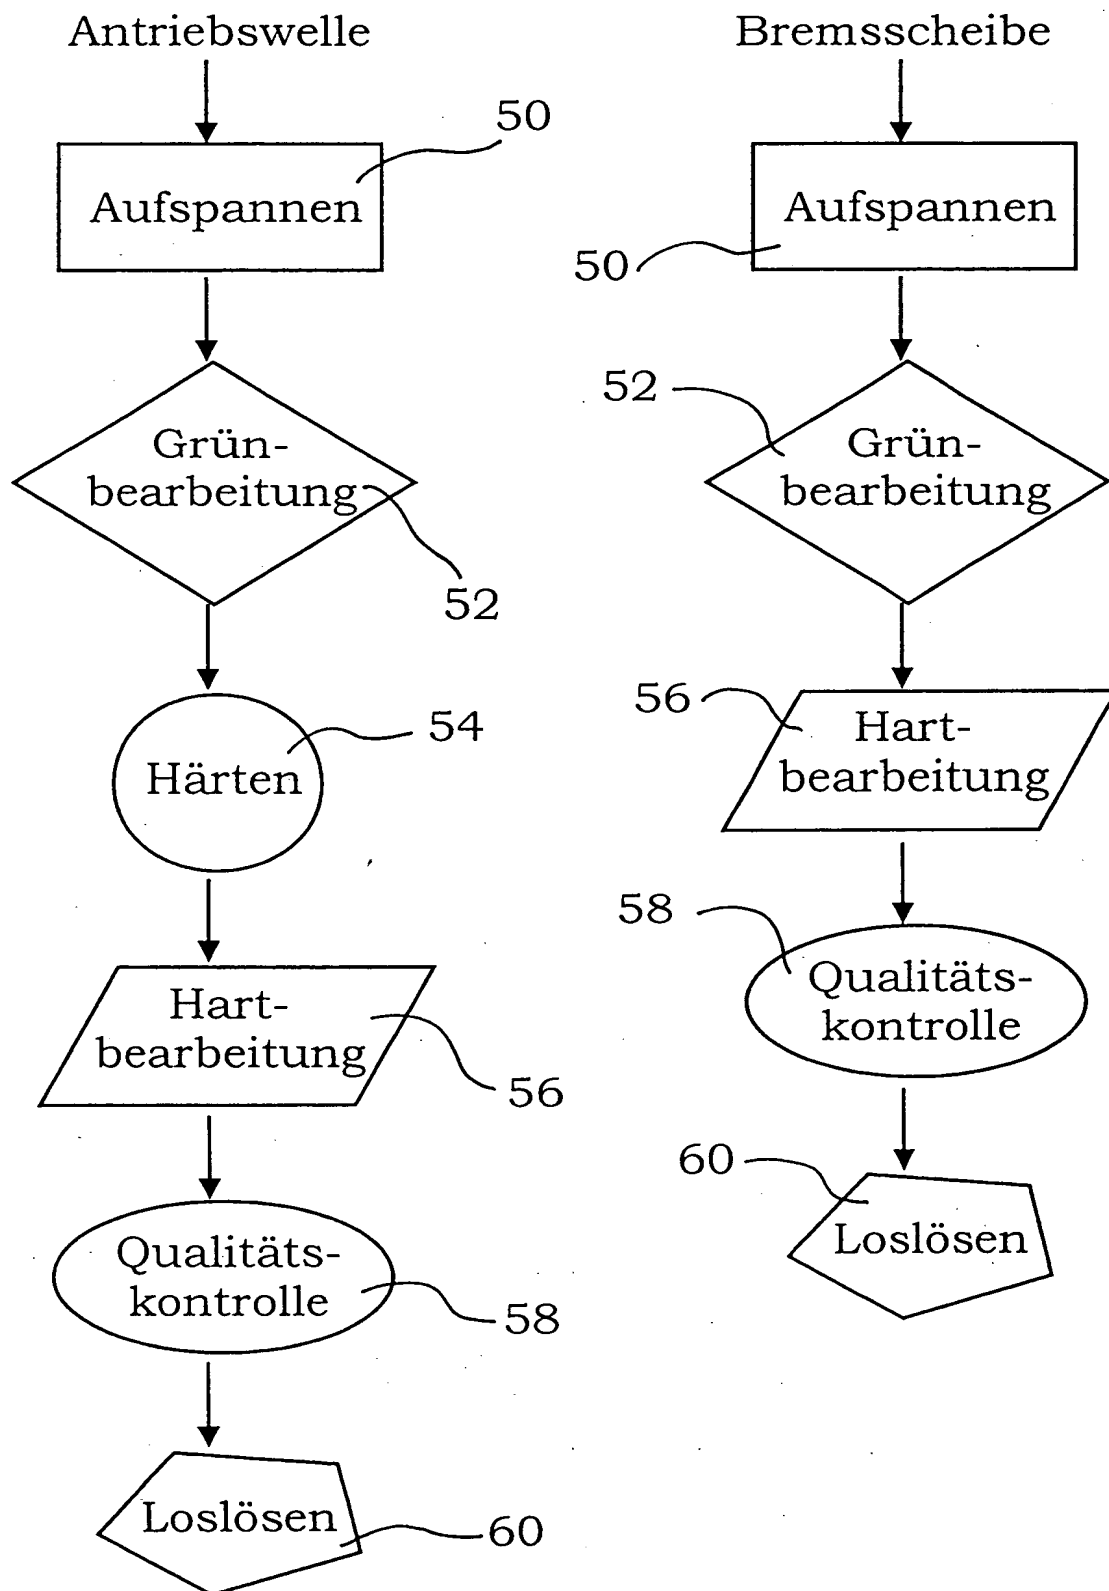 Antriebswelle
50
Aufspannen
Grün-
bearbeitung
52
54
Härten
Hart-
bearbeitung
56
Qualitäts-
kontrolle
58
Loslösen
60
Bremsscheibe
Aufspannen
50
52
Grün-
bearbeitung
56
Hart-
bearbeitung
58
Qualitäts-
kontrolle
60
Loslösen